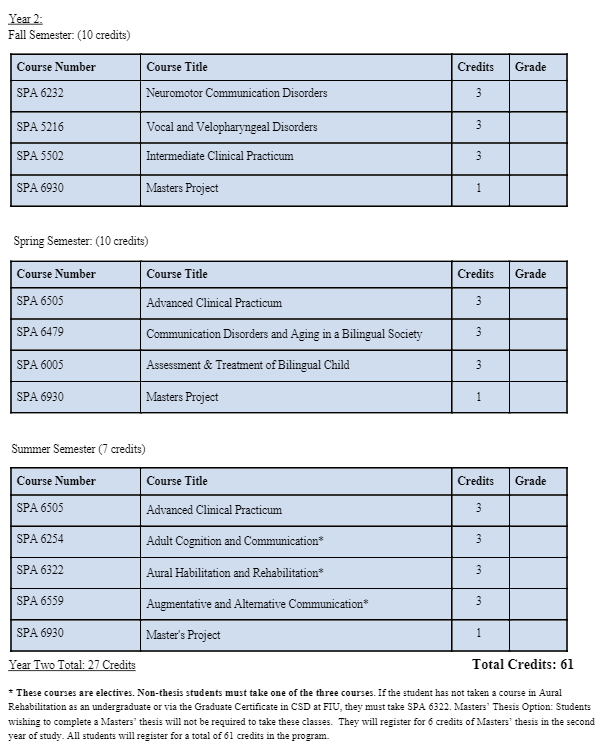 Year 2:
Fall Semester: (10 credits)
Course Number Course Title Credits Grade
SPA 6232 Neuromotor Communication Disorders 3
SPA 5216 Vocal and Velopharyngeal Disorders 3
SPA 5502 Intermediate Clinical Practicum 3
SPA 6930 Masters Project 1
Spring Semester: (10 credits)
Course Number Course Title Credits Grade
SPA 6505 Advanced Clinical Practicum 3
SPA 6479 Communication Disorders and Aging in a Bilingual Society 3
SPA 6005 Assessment & Treatment of Bilingual Child 3
SPA 6930 Masters Project 1
Summer Semester (7 credits)
Course Number Course Title Credits Grade
SPA 6505 Advanced Clinical Practicum 3
SPA 6254 Adult Cognition and Communication* 3
SPA 6322 Aural Habilitation and Rehabilitation* 3
SPA 6559 Augmentative and Alternative Communication* 3
SPA 6930 Master's Project 1
Year Two Total: 27 Credits Total Credits: 61
* These courses are electives. Non-thesis students must take one of the three courses. If the student has not taken a course in Aural
Rehabilitation as an undergraduate or via the Graduate Certificate in CSD at FIU, they must take SPA 6322. Masters' Thesis Option: Students
wishing to complete a Masters' thesis will not be required to take these classes. They will register for 6 credits of Masters' thesis in the second
year of study. All students will register for a total of 61 credits in the program.